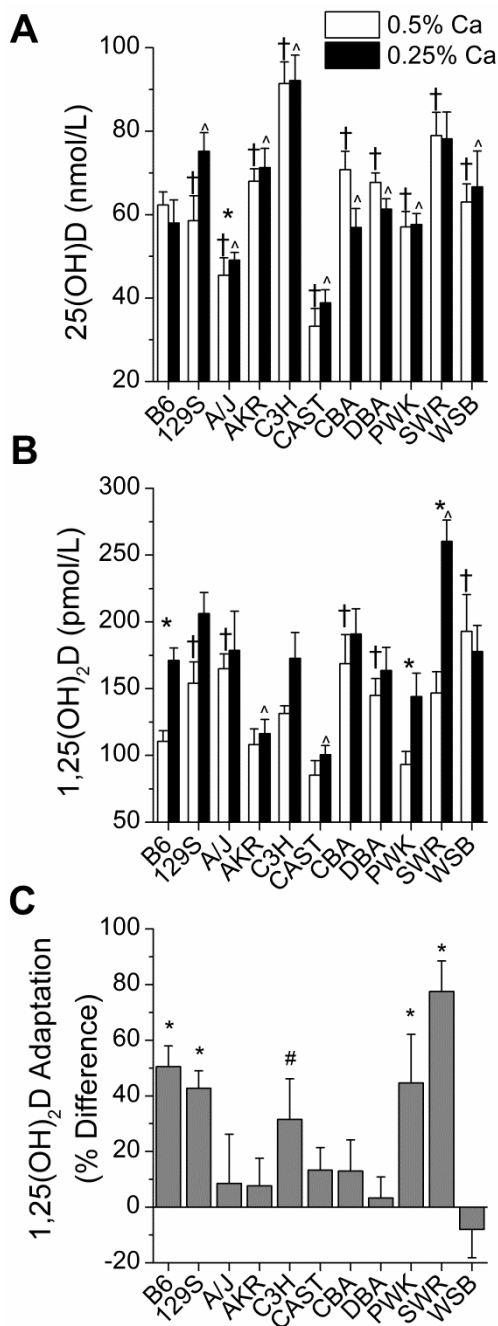 A
0.5% Ca
0.25% Ca
25(OH)D (nmol/L)
100
80
60
40
20
† ^ † * ^ † ^ † ^ † ^ † ^ † ^ † ^ † † ^
B6 129S A/J AKR C3H CAST CBA DBA PWK SWR WSB
B
1,25(OH)₂D (pmol/L)
300
250
200
150
100
50
* † † ^ ^ † † * * ^ †
B6 129S A/J AKR C3H CAST CBA DBA PWK SWR WSB
C
1,25(OH)₂D Adaptation
(% Difference)
100
80
60
40
20
0
-20
* * # * *
B6 129S A/J AKR C3H CAST CBA DBA PWK SWR WSB